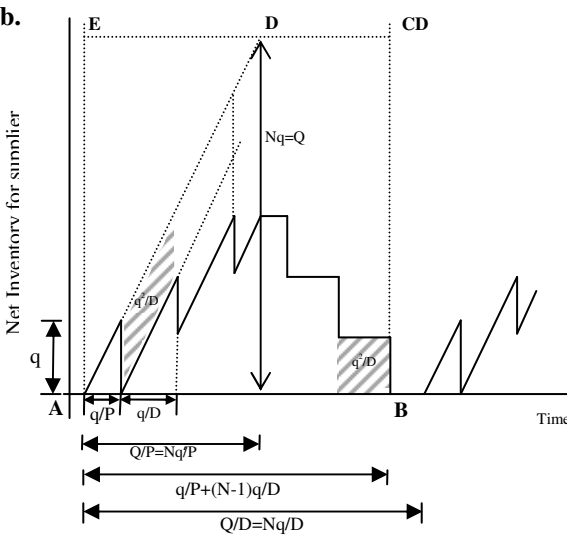 b.
E D CD
Nq=Q
Net Inventory for supplier
q²/D
q²/D
q
A B
q/P q/D
Time
Q/P=Nq/P
q/P+(N-1)q/D
Q/D=Nq/D